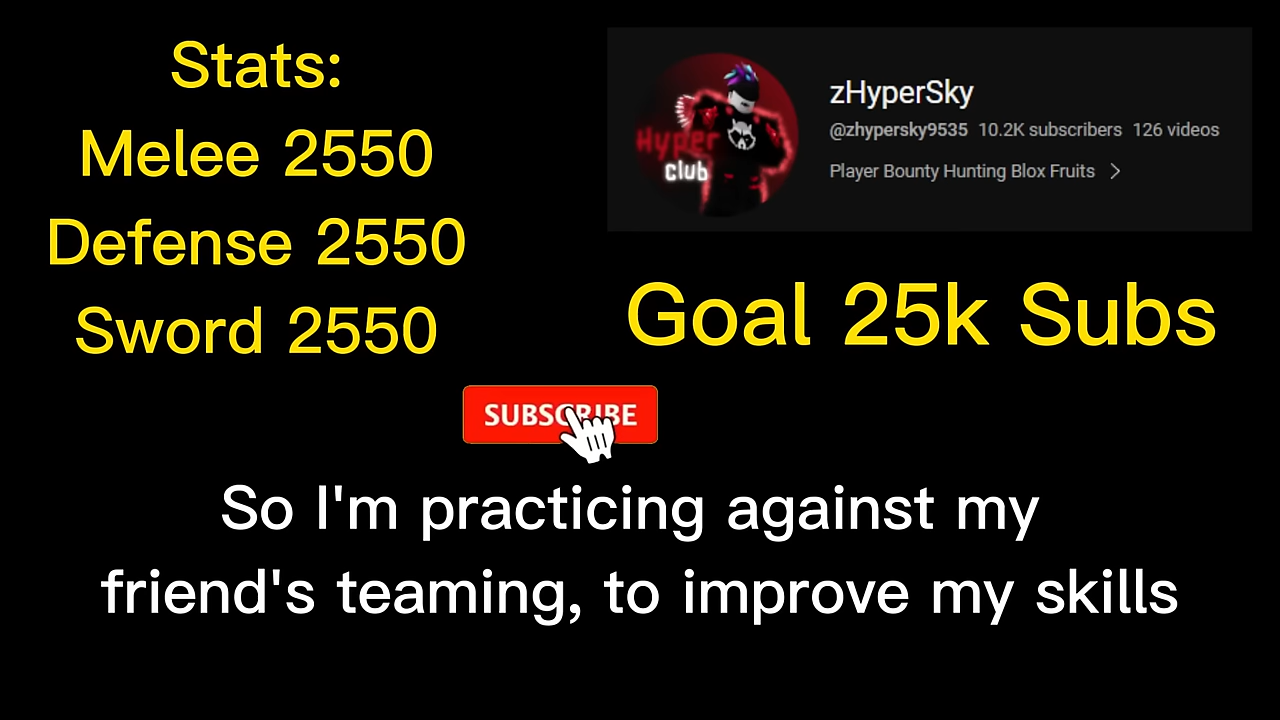 Stats:
Melee 2550
Defense 2550
Sword 2550
Hyper
club
zHyperSky
@zhypersky9535 10.2K subscribers 126 videos
Player Bounty Hunting Blox Fruits >
Goal 25k Subs
SUBSCRIBE
So I'm practicing against my
friend's teaming, to improve my skills